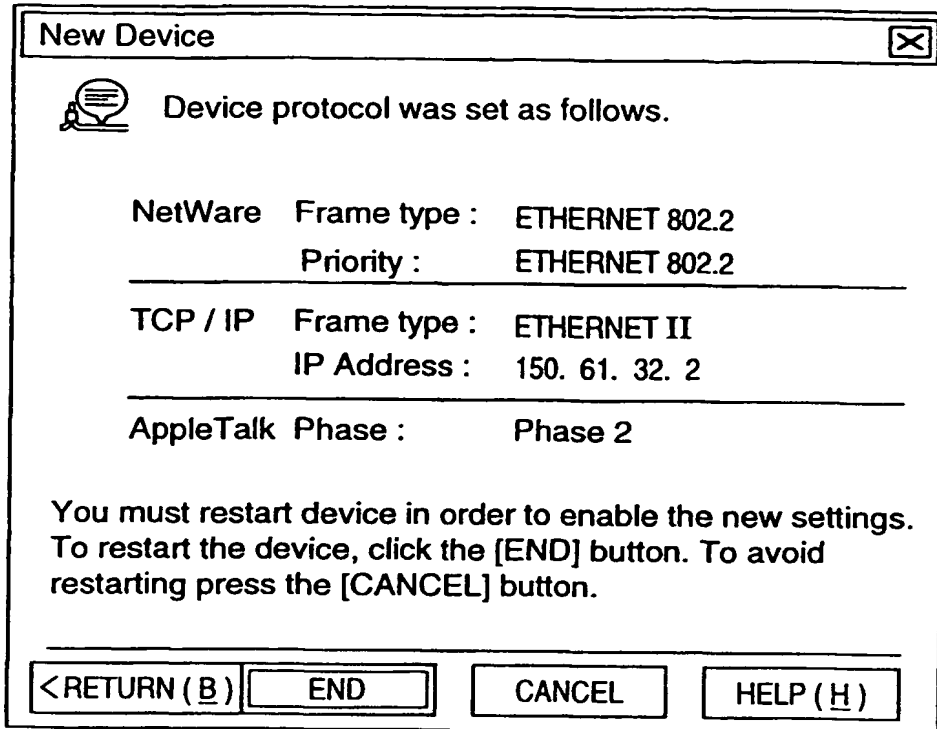 New Device
Device protocol was set as follows.
NetWare Frame type : ETHERNET 802.2
Priority : ETHERNET 802.2
TCP / IP Frame type : ETHERNET II
IP Address : 150. 61. 32. 2
AppleTalk Phase : Phase 2
You must restart device in order to enable the new settings.
To restart the device, click the [END] button. To avoid
restarting press the [CANCEL] button.
<RETURN ( B ) END CANCEL HELP ( H )